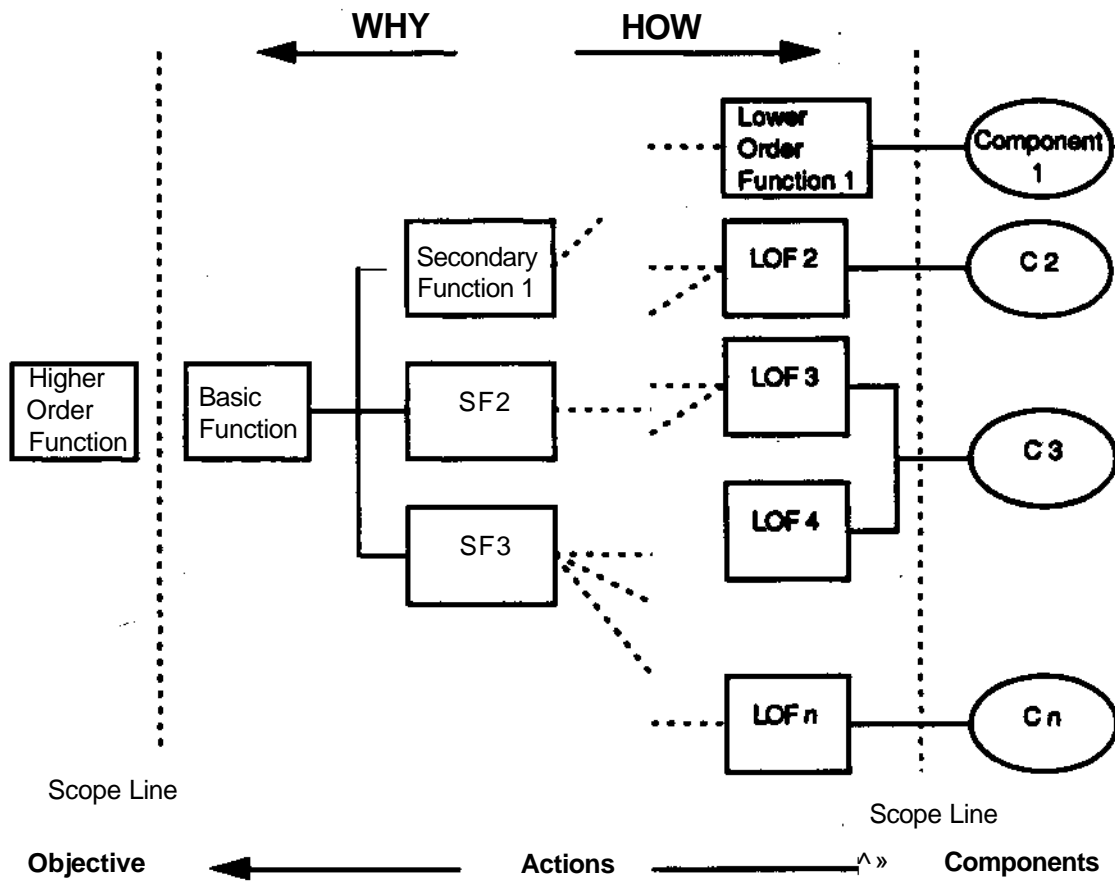 WHY
HOW
Lower
Order
Function 1
Component
1
Secondary
Function 1
LOF 2
C 2
Higher
Order
Function
Basic
Function
SF2
LOF 3
C 3
SF3
LOF 4
LOF n
C n
Scope Line
Scope Line
Objective
Actions
^ »
Components